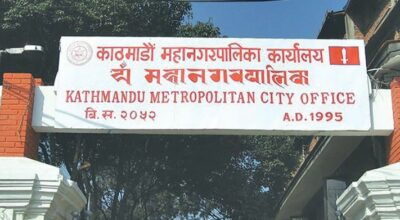 काठमाडौं महानगरपालिका कार्यालय
KATHMANDU METROPOLITAN CITY OFFICE
बि.स. २०५२ A.D. 1995